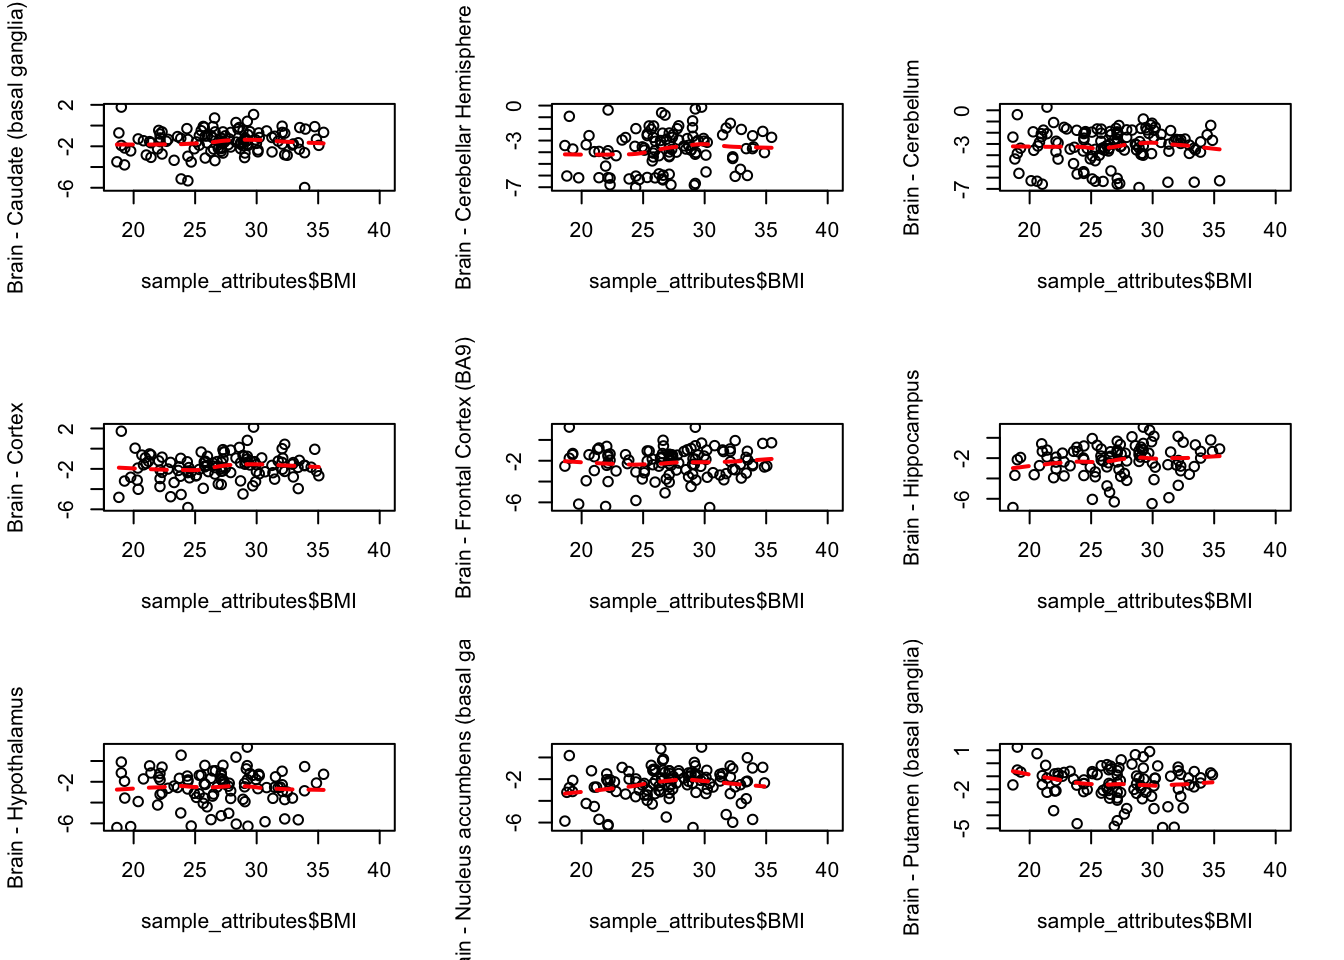 Brain - Caudate (basal ganglia)
2
-2
-6
20 25 30 35 40
sample_attributes$BMI
Brain - Cerebellar Hemisphere
0
-3
-7
20 25 30 35 40
sample_attributes$BMI
Brain - Cerebellum
0
-3
-7
20 25 30 35 40
sample_attributes$BMI
Brain - Cortex
2
-2
-6
20 25 30 35 40
sample_attributes$BMI
Brain - Frontal Cortex (BA9)
-2
-6
20 25 30 35 40
sample_attributes$BMI
Brain - Hippocampus
-2
-6
20 25 30 35 40
sample_attributes$BMI
Brain - Hypothalamus
-2
-6
20 25 30 35 40
sample_attributes$BMI
ain - Nucleus accumbens (basal ga
-2
-6
20 25 30 35 40
sample_attributes$BMI
Brain - Putamen (basal ganglia)
1
-2
-5
20 25 30 35 40
sample_attributes$BMI